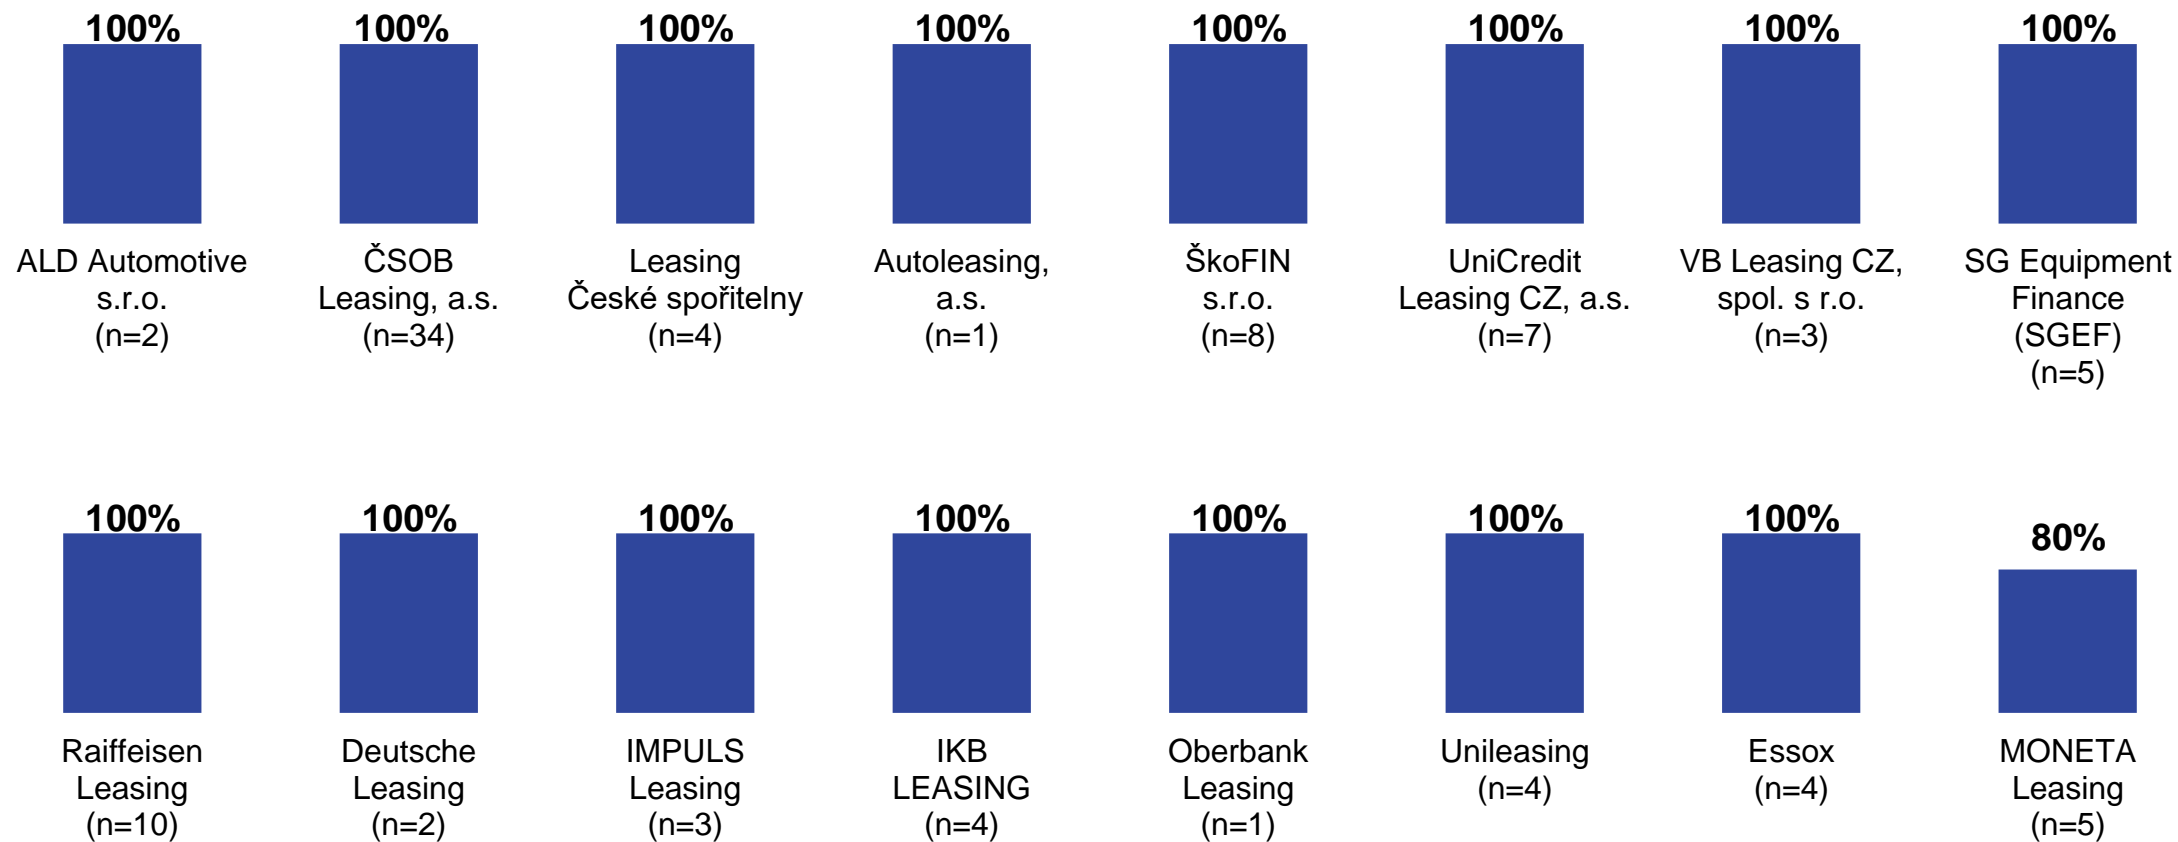 100% 100% 100% 100% 100% 100% 100% 100%
ALD Automotive
s.r.o.
(n=2)
ČSOB
Leasing, a.s.
(n=34)
Leasing
České spořitelny
(n=4)
Autoleasing,
a.s.
(n=1)
ŠkoFIN
s.r.o.
(n=8)
UniCredit
Leasing CZ, a.s.
(n=7)
VB Leasing CZ,
spol. s r.o.
(n=3)
SG Equipment
Finance
(SGEF)
(n=5)
100% 100% 100% 100% 100% 100% 100% 80%
Raiffeisen
Leasing
(n=10)
Deutsche
Leasing
(n=2)
IMPULS
Leasing
(n=3)
IKB
LEASING
(n=4)
Oberbank
Leasing
(n=1)
Unileasing
(n=4)
Essox
(n=4)
MONETA
Leasing
(n=5)